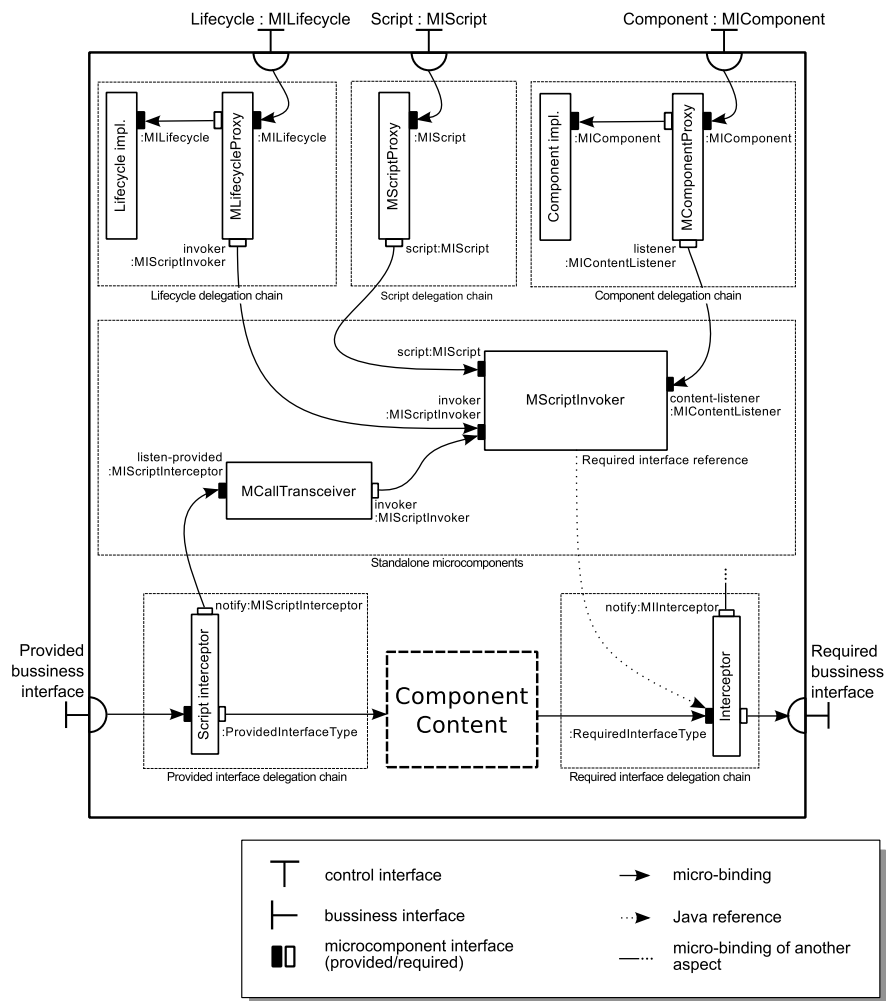 Lifecycle : MILifecycle
Script : MIScript
Component : MIComponent
Lifecycle impl.
:MILifecycle
MLifecycleProxy
:MILifecycle
invoker
:MIScriptInvoker
Lifecycle delegation chain
MScriptProxy
:MIScript
script:MIScript
Script delegation chain
Component impl.
:MIComponent
MComponentProxy
:MIComponent
listener
:MIContentListener
Component delegation chain
script:MIScript
invoker
:MIScriptInvoker
MScriptInvoker
content-listener
:MIContentListener
Required interface reference
listen-provided
:MIScriptInterceptor
MCallTransceiver
invoker
:MIScriptInvoker
Standalone microcomponents
notify:MIScriptInterceptor
Script interceptor
:ProvidedInterfaceType
Provided interface delegation chain
Provided
bussiness
interface
Component
Content
notify:MIInterceptor
Interceptor
:RequiredInterfaceType
Required interface delegation chain
Required
bussiness
interface
control interface
bussiness interface
microcomponent interface
(provided/required)
micro-binding
Java reference
micro-binding of another
aspect